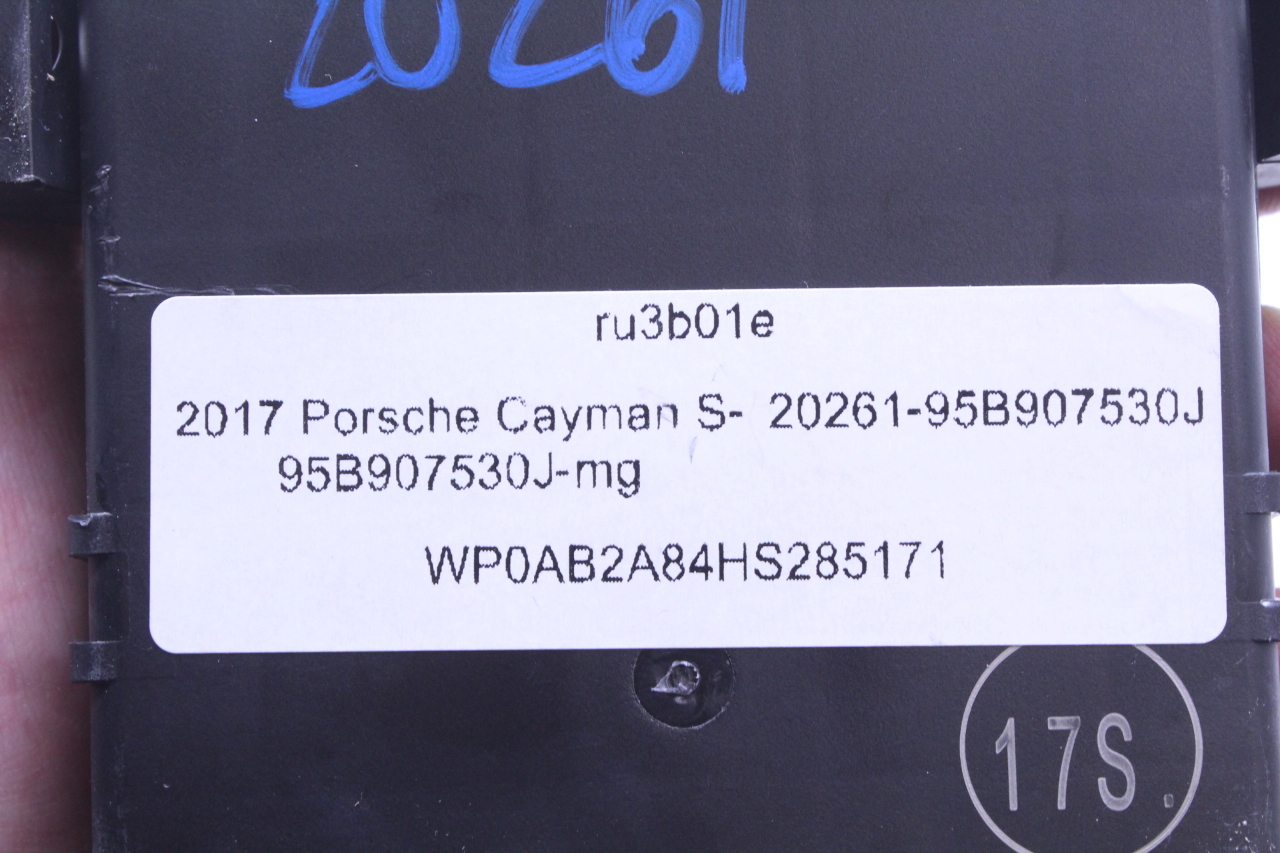 20261
ru3b01e
2017 Porsche Cayman S- 20261-95B907530J
95B907530J-mg
WP0AB2A84HS285171
17S.